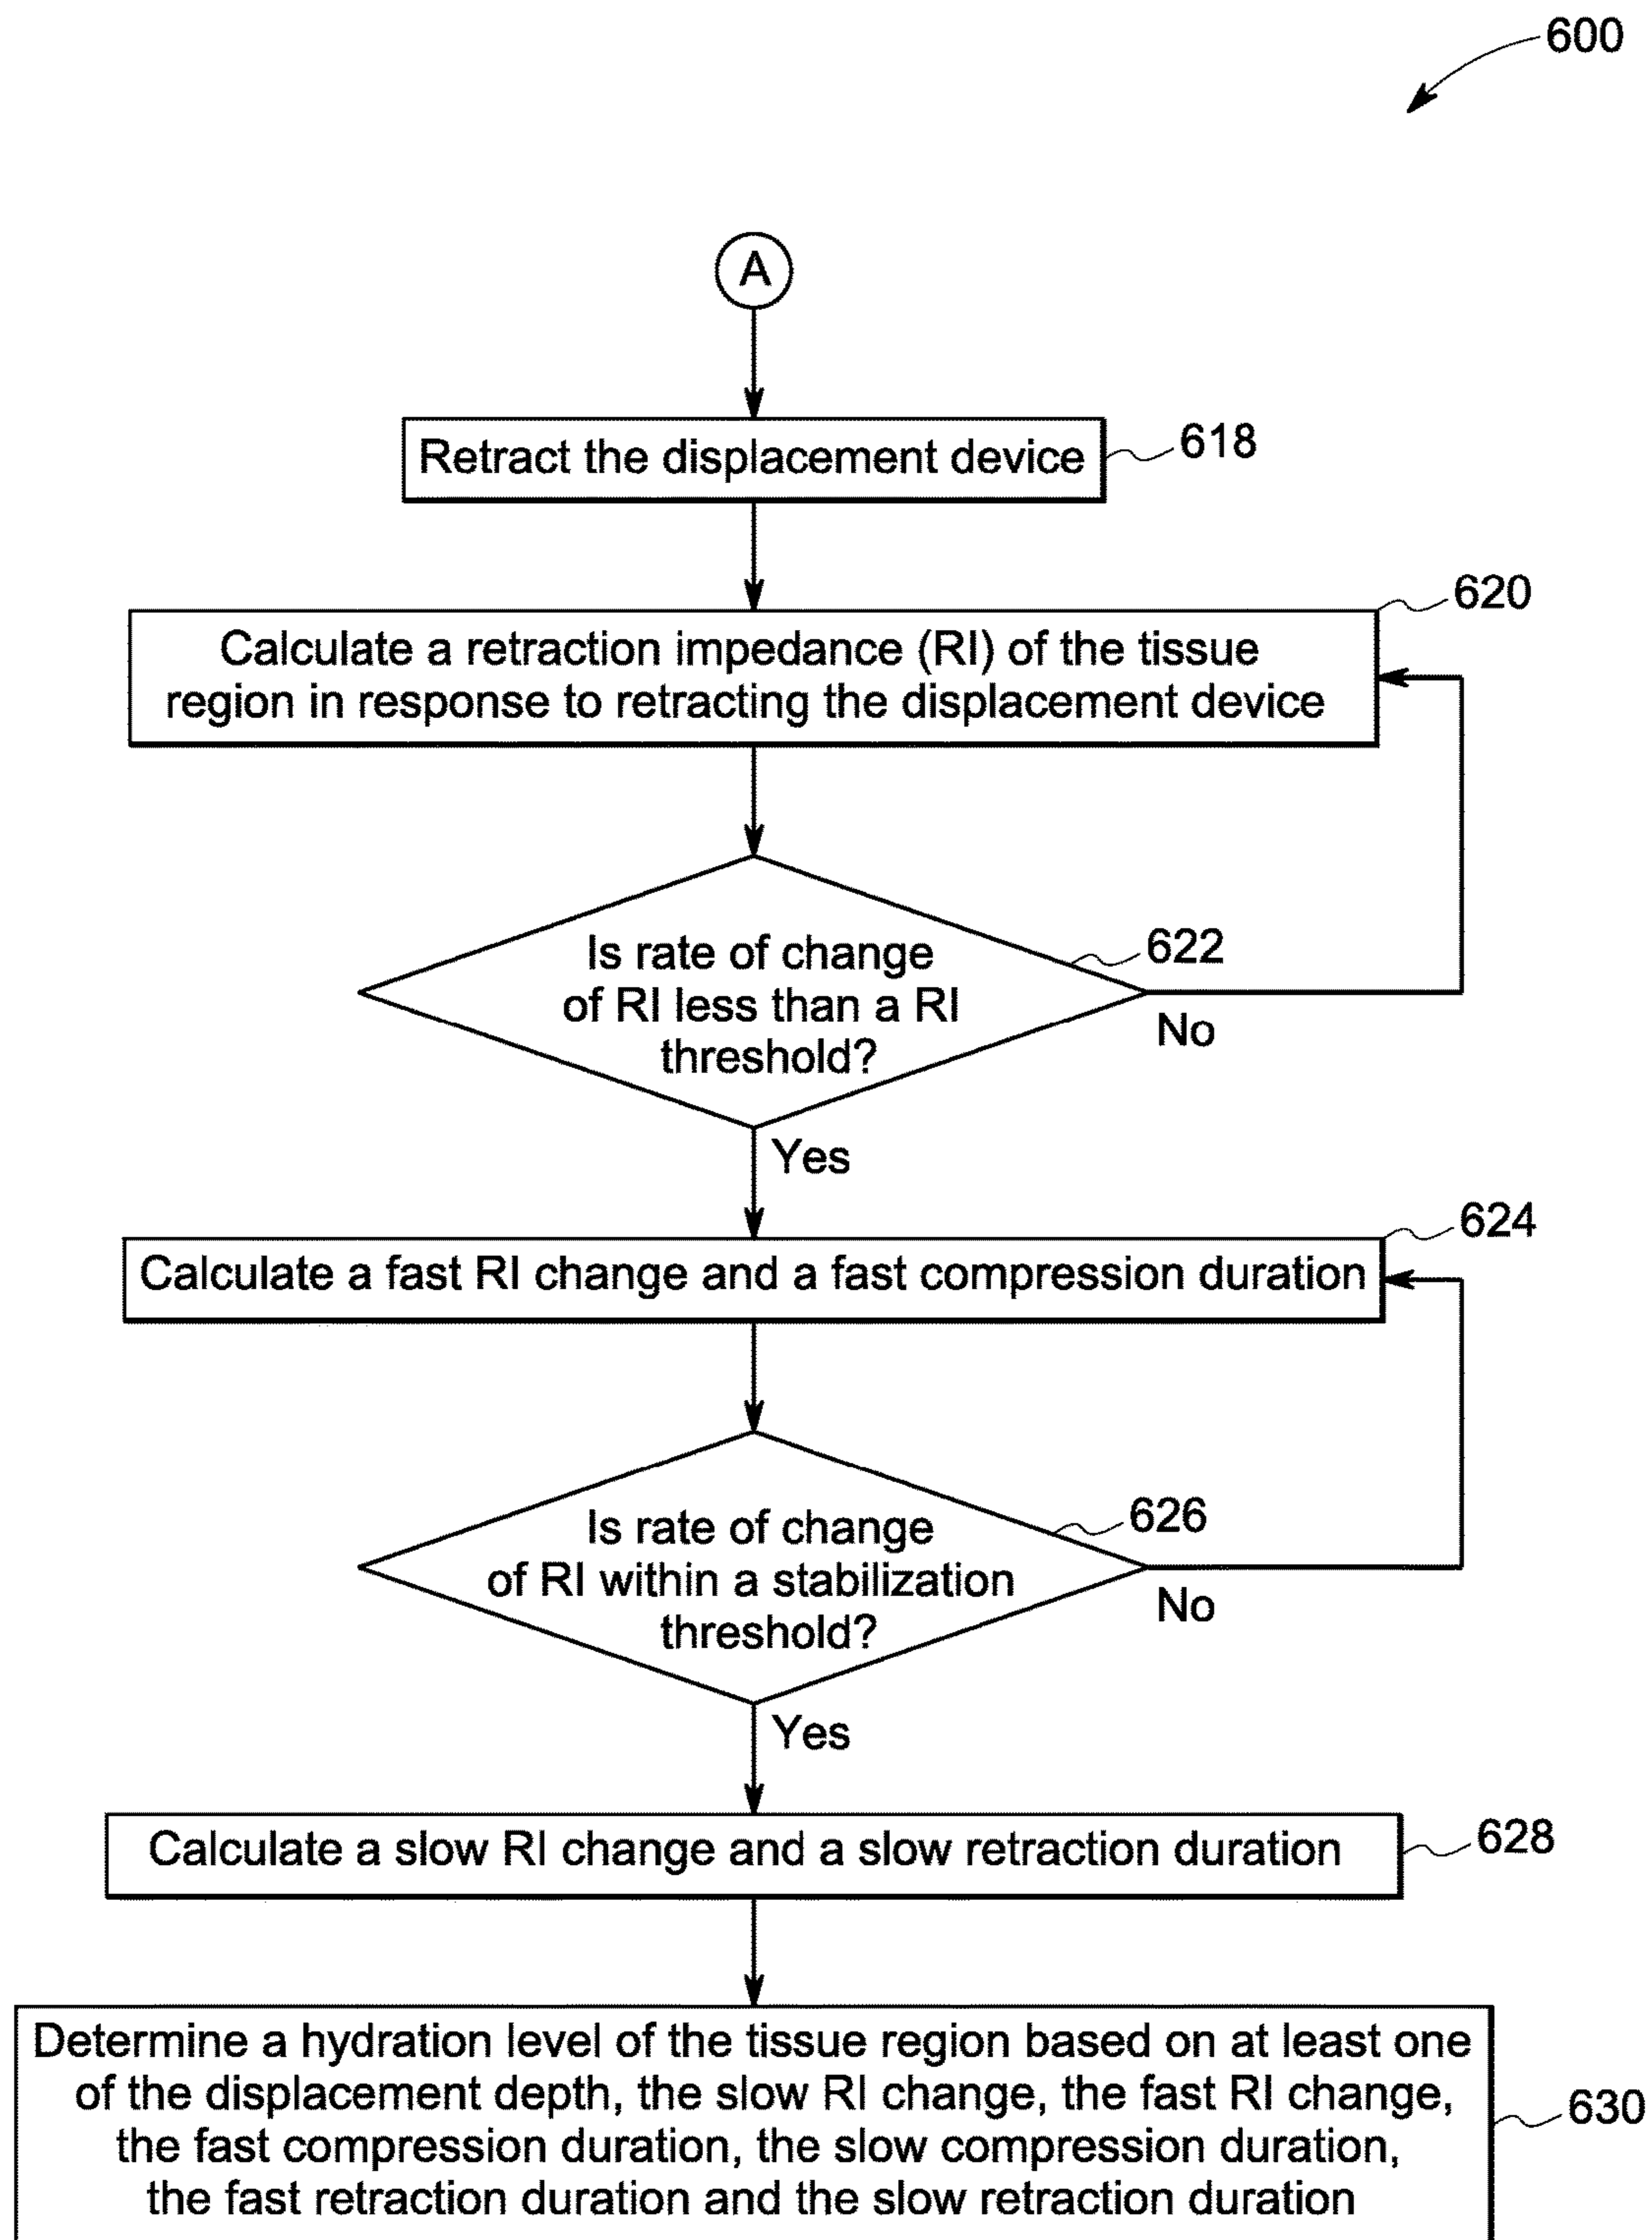 600
A
Retract the displacement device
618
620
Calculate a retraction impedance (RI) of the tissue
region in response to retracting the displacement device
622
Is rate of change
of RI less than a RI
threshold?
No
Yes
624
Calculate a fast RI change and a fast compression duration
626
Is rate of change
of RI within a stabilization
threshold?
No
Yes
628
Calculate a slow RI change and a slow retraction duration
Determine a hydration level of the tissue region based on at least one
of the displacement depth, the slow RI change, the fast RI change,
the fast compression duration, the slow compression duration,
the fast retraction duration and the slow retraction duration
630